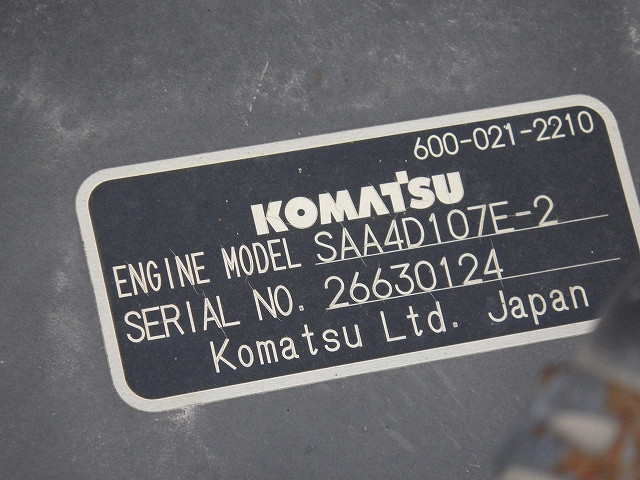 600-021-2210
KOMATSU
ENGINE MODEL SAA4D107E-2
SERIAL NO. 26630124
Komatsu Ltd. Japan